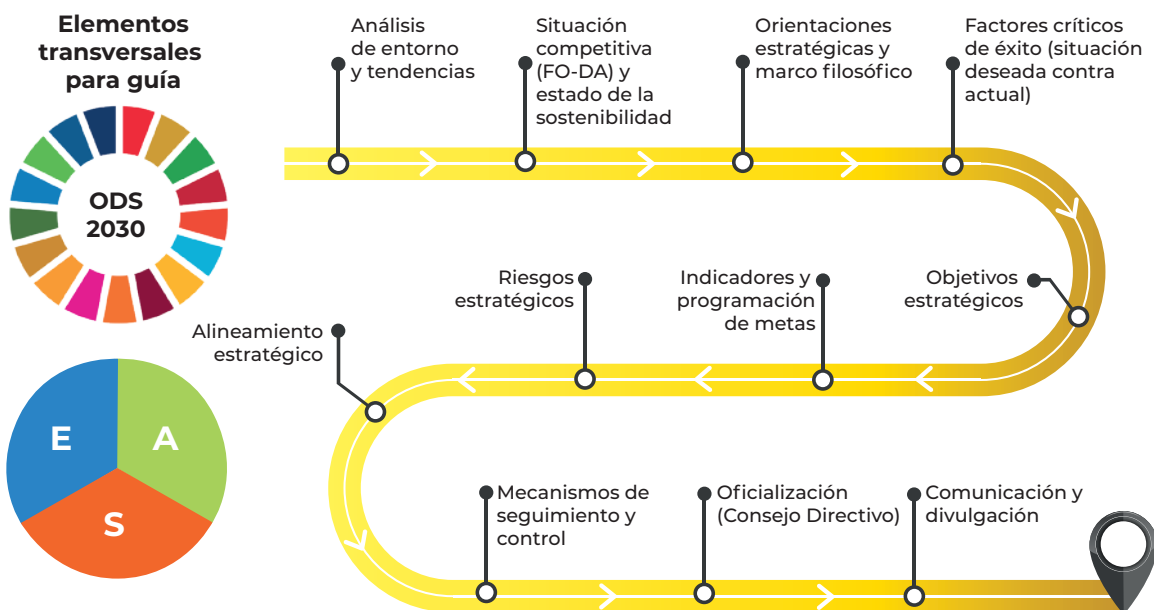 Elementos
transversales
para guía
ODS
2030
E
A
S
Análisis
de entorno
y tendencias
Situación
competitiva
(FO-DA) y
estado de la
sostenibilidad
Orientaciones
estratégicas y
marco filosófico
Factores críticos
de éxito (situación
deseada contra
actual)
Objetivos
estratégicos
Indicadores y
programación
de metas
Riesgos
estratégicos
Alineamiento
estratégico
Mecanismos de
seguimiento y
control
Oficialización
(Consejo Directivo)
Comunicación y
divulgación